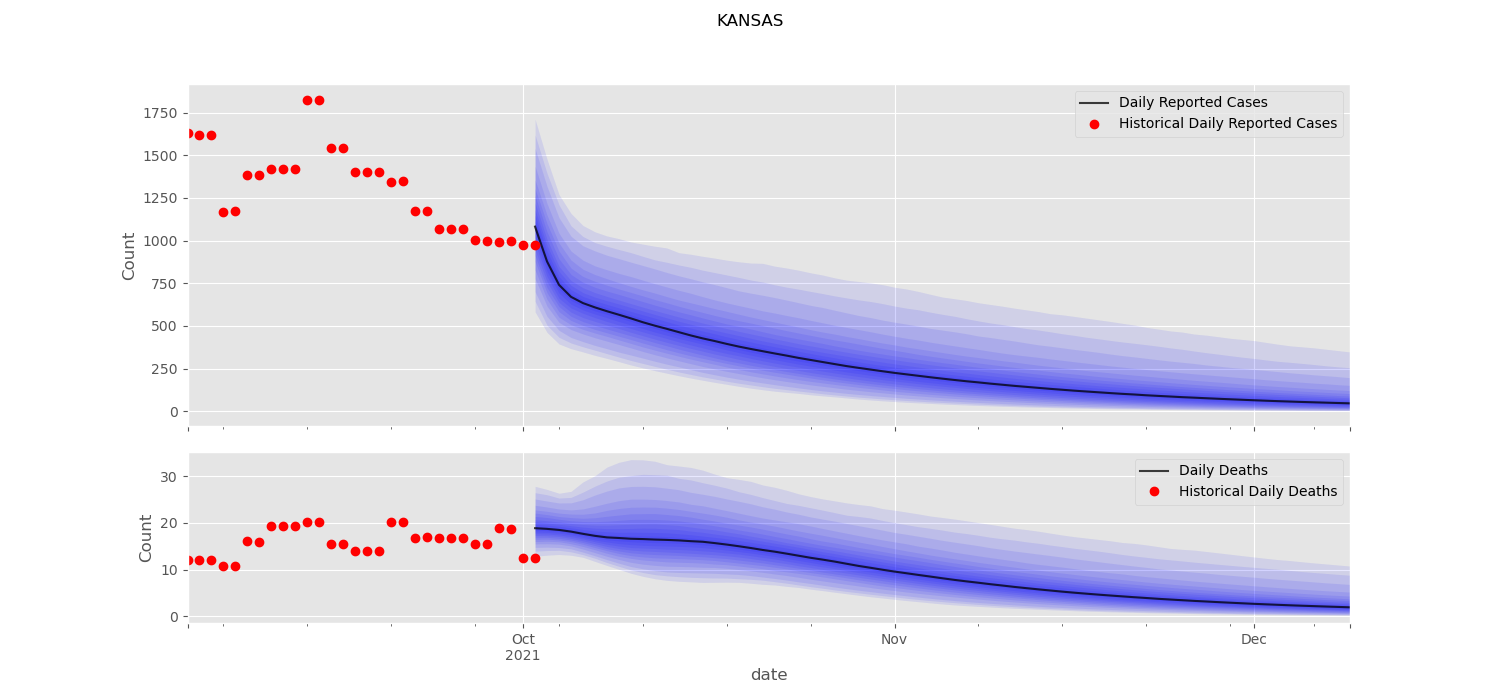 KANSAS
Count
1750
1500
1250
1000
750
500
250
0
Daily Reported Cases
Historical Daily Reported Cases
Count
30
20
10
0
Daily Deaths
Historical Daily Deaths
Oct
2021
Nov
Dec
date